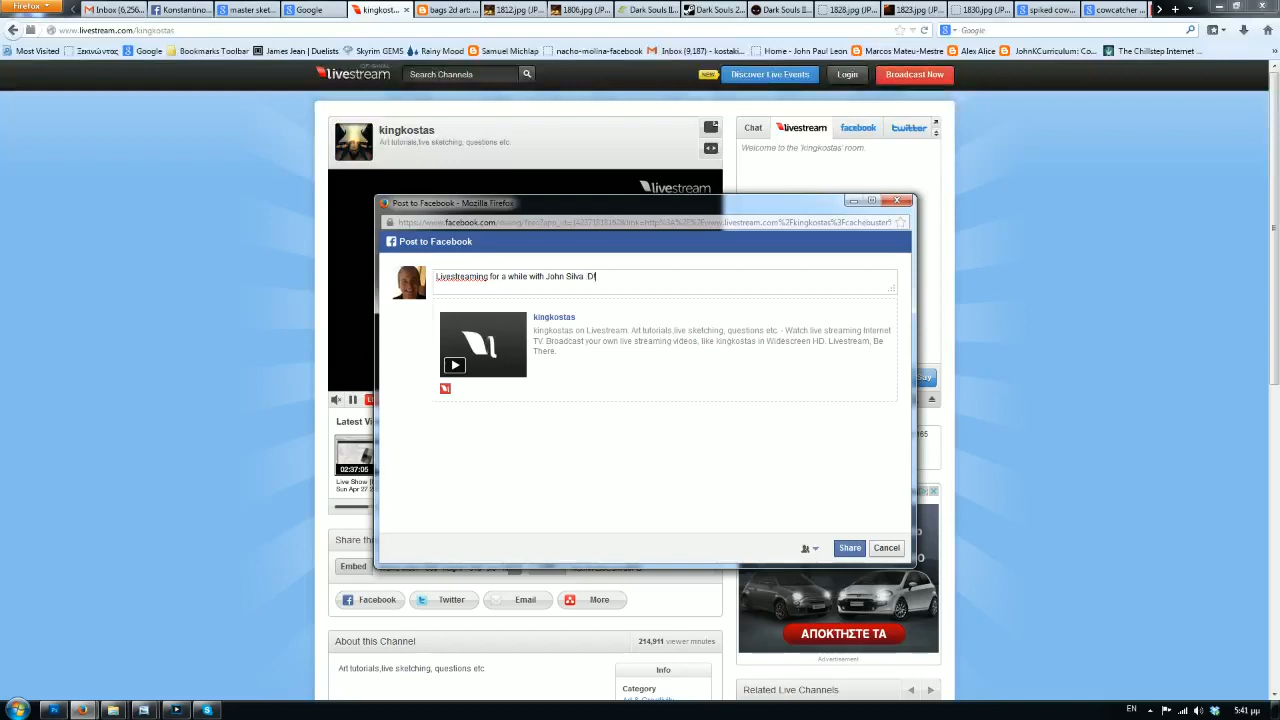 Firefox
Inbox (6,256...
Konstantino...
master sket...
Google
kingkost...
bags 2d art: ...
1812.jpg (JP...
1806.jpg (JP...
Dark Souls II...
Dark Souls 2...
Dark Souls II...
1828.jpg (JP...
1823.jpg (JP...
1830.jpg (JP...
spiked cow...
cowcatcher ...
www.livestream.com/kingkostas
Google
Most Visited
Ξεκινώντας
Google
Bookmarks Toolbar
James Jean | Duelists
Skyrim GEMS
Rainy Mood
Samuel Michlap
nacho-molina-facebook
Inbox (9,187) - kostaki...
Home - John Paul Leon
Marcos Mateu-Mestre
Alex Alice
JohnKCurriculum: Co...
The Chillstep Internet ...
livestream
Search Channels
NEW
Discover Live Events
Login
Broadcast Now
kingkostas
Art tutorials,live sketching, questions etc.
Chat
livestream
facebook
twitter
Welcome to the 'kingkostas' room.
livestream
Post to Facebook - Mozilla Firefox
Post to Facebook
Livestreaming for a while with John Silva :D!
kingkostas
kingkostas on Livestream. Art tutorials,live sketching, questions etc. - Watch live streaming Internet
TV. Broadcast your own live streaming videos, like kingkostas in Widescreen HD. Livestream, Be
There.
Share
Cancel
Latest Vi
02:37:05
Live Show
Sun Apr 27
Share th
Embed
Facebook
Twitter
Email
More
About this Channel
214,911 viewer minutes
Art tutorials,live sketching, questions etc
Info
Category
Art & Creativity
ΑΠΟΚΤΗΣΤΕ ΤΑ
Advertisement
Related Live Channels
EN
5:41 μμ